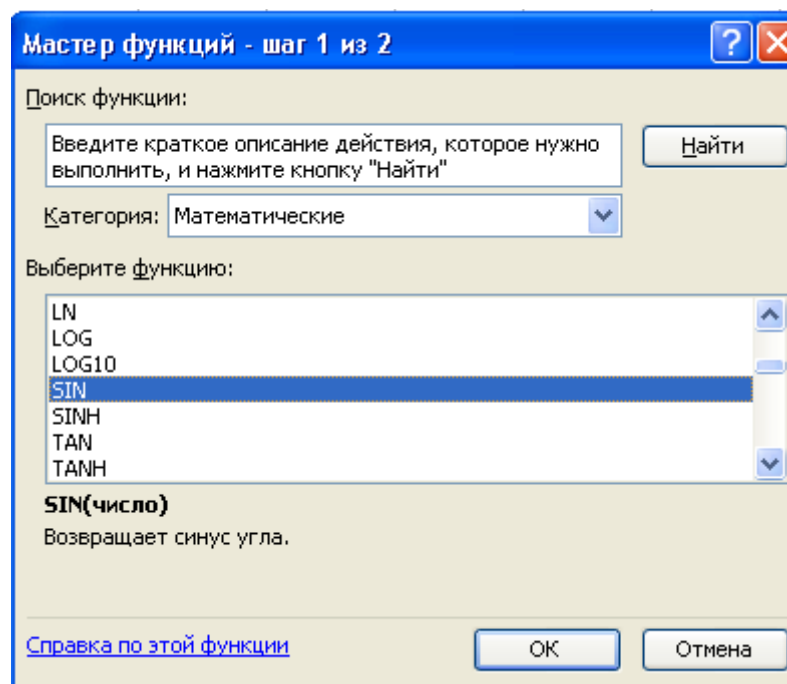 Мастер функций - шаг 1 из 2
Поиск функции:
Введите краткое описание действия, которое нужно
выполнить, и нажмите кнопку "Найти"
Найти
Категория: Математические
Выберите функцию:
LN
LOG
LOG10
SIN
SINH
TAN
TANH
SIN(число)
Возвращает синус угла.
Справка по этой функции
ОК
Отмена